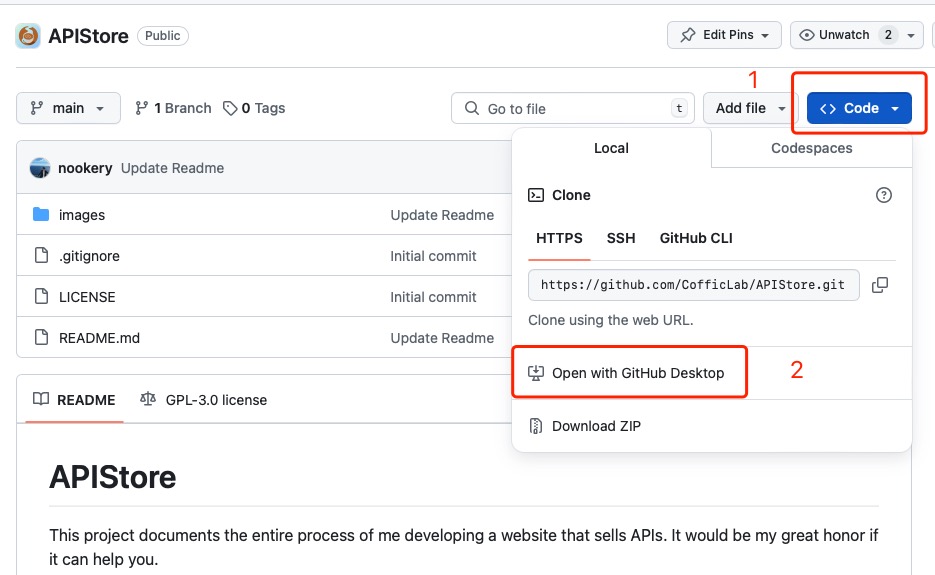 APIStore Public Edit Pins Unwatch 2
1
main 1 Branch 0 Tags Go to file t Add file <> Code
Local Codespaces
nookery Update Readme
Clone
images Update Readme
HTTPS SSH GitHub CLI
.gitignore Initial commit
https://github.com/CofficLab/APIStore.git
LICENSE Initial commit
Clone using the web URL.
README.md Update Readme
Open with GitHub Desktop 2
README GPL-3.0 license
Download ZIP
APIStore
This project documents the entire process of me developing a website that sells APIs. It would be my great honor if
it can help you.